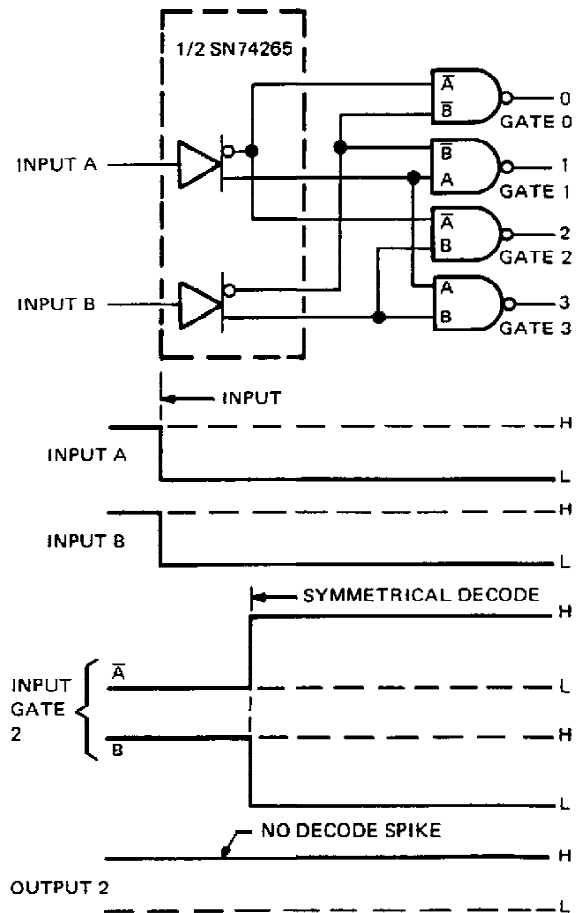 1/2 SN74265
A̅
B̅
0
GATE 0
INPUT A
B̅
A
1
GATE 1
A̅
B
2
GATE 2
INPUT B
A
B
3
GATE 3
INPUT
H
INPUT A
L
H
INPUT B
L
SYMMETRICAL DECODE
H
A̅
L
INPUT
GATE
2
H
B
L
NO DECODE SPIKE
H
OUTPUT 2
L